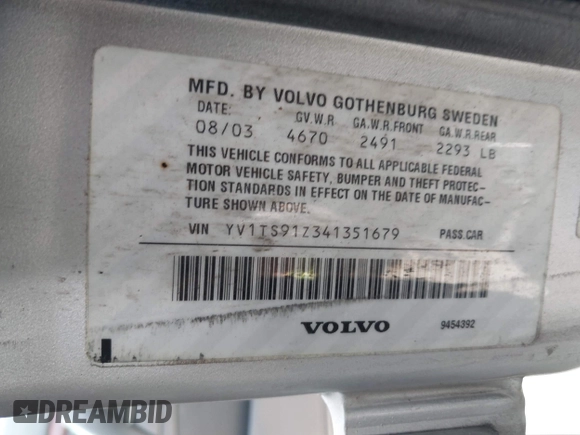 MFD. BY VOLVO GOTHENBURG SWEDEN
DATE: G.V.W.R GA.W.R.FRONT GA.W.R.REAR
08/03 4670 2491 2293 LB
THIS VEHICLE CONFORMS TO ALL APPLICABLE FEDERAL
MOTOR VEHICLE SAFETY, BUMPER AND THEFT PROTEC-
TION STANDARDS IN EFFECT ON THE DATE OF MANUFAC-
TURE SHOWN ABOVE.
VIN YV1TS91Z341351679 PASS.CAR
VOLVO 9454392
DREAMBID